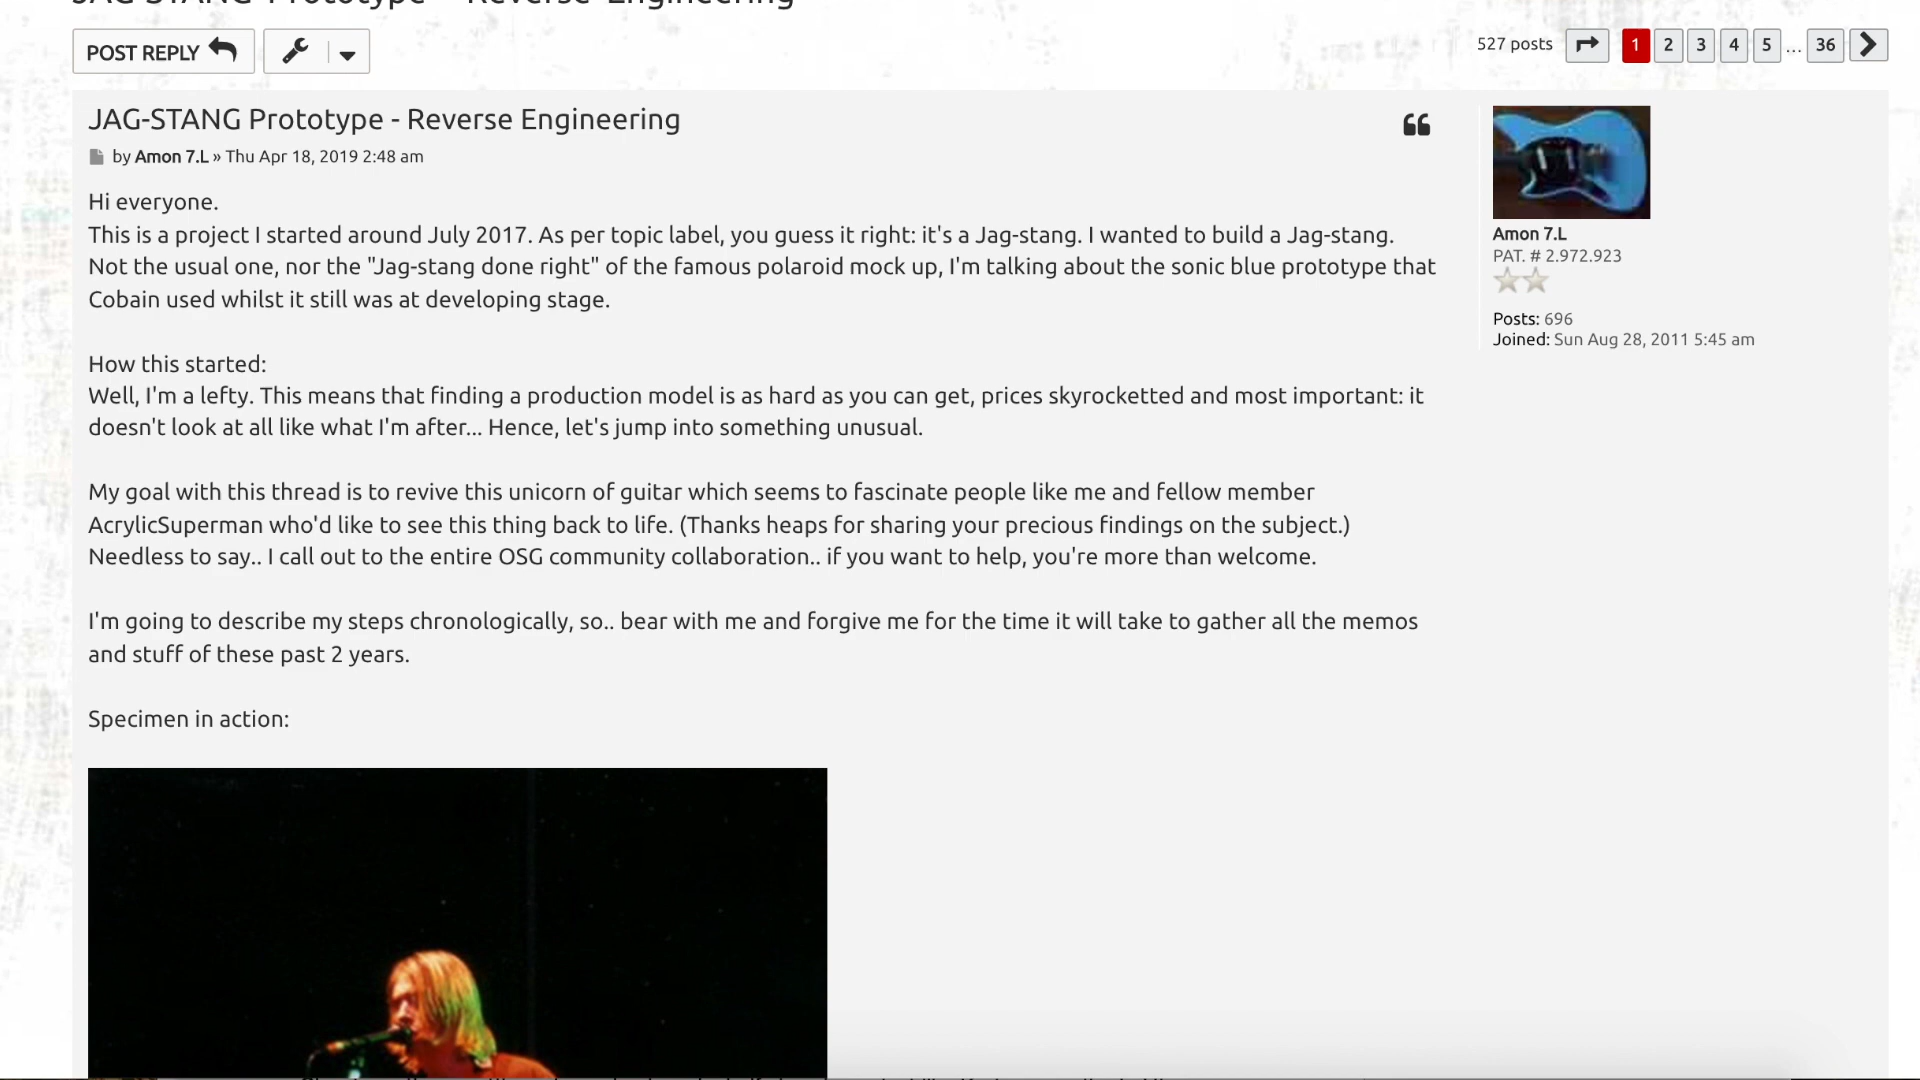 JAG-STANG Prototype - Reverse Engineering
POST REPLY
527 posts
1 2 3 4 5 ... 36
JAG-STANG Prototype - Reverse Engineering
by Amon 7.L » Thu Apr 18, 2019 2:48 am
Hi everyone.
This is a project I started around July 2017. As per topic label, you guess it right: it's a Jag-stang. I wanted to build a Jag-stang.
Not the usual one, nor the "Jag-stang done right" of the famous polaroid mock up, I'm talking about the sonic blue prototype that
Cobain used whilst it still was at developing stage.
How this started:
Well, I'm a lefty. This means that finding a production model is as hard as you can get, prices skyrocketted and most important: it
doesn't look at all like what I'm after... Hence, let's jump into something unusual.
My goal with this thread is to revive this unicorn of guitar which seems to fascinate people like me and fellow member
AcrylicSuperman who'd like to see this thing back to life. (Thanks heaps for sharing your precious findings on the subject.)
Needless to say.. I call out to the entire OSG community collaboration.. if you want to help, you're more than welcome.
I'm going to describe my steps chronologically, so.. bear with me and forgive me for the time it will take to gather all the memos
and stuff of these past 2 years.
Specimen in action:
Amon 7.L
PAT. # 2.972.923
Posts: 696
Joined: Sun Aug 28, 2011 5:45 am